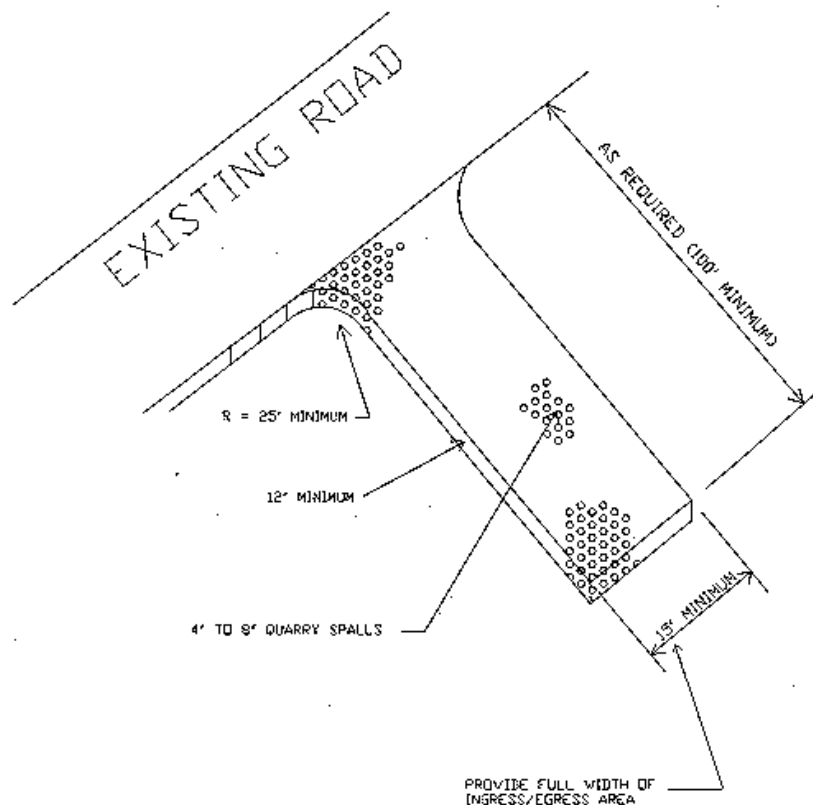 EXISTING ROAD
AS REQUIRED (100' MINIMUM)
R = 25' MINIMUM
12" MINIMUM
4" TO 8" QUARRY SPALLS
15' MINIMUM
PROVIDE FULL WIDTH OF
INGRESS/EGRESS AREA